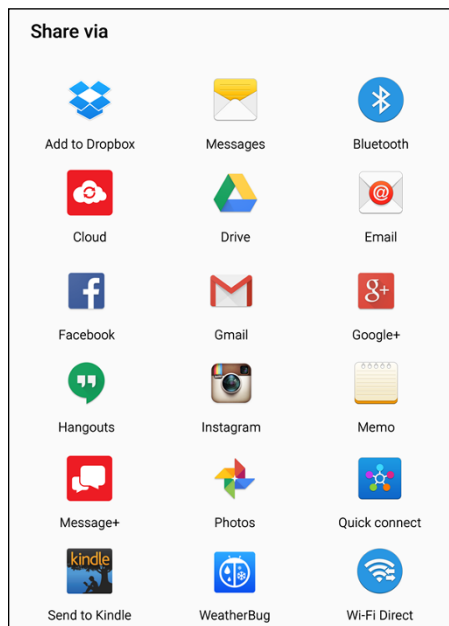 Share via
Add to Dropbox Messages Bluetooth
Cloud Drive Email
Facebook Gmail Google+
Hangouts Instagram Memo
Message+ Photos Quick connect
kindle
Send to Kindle WeatherBug Wi-Fi Direct